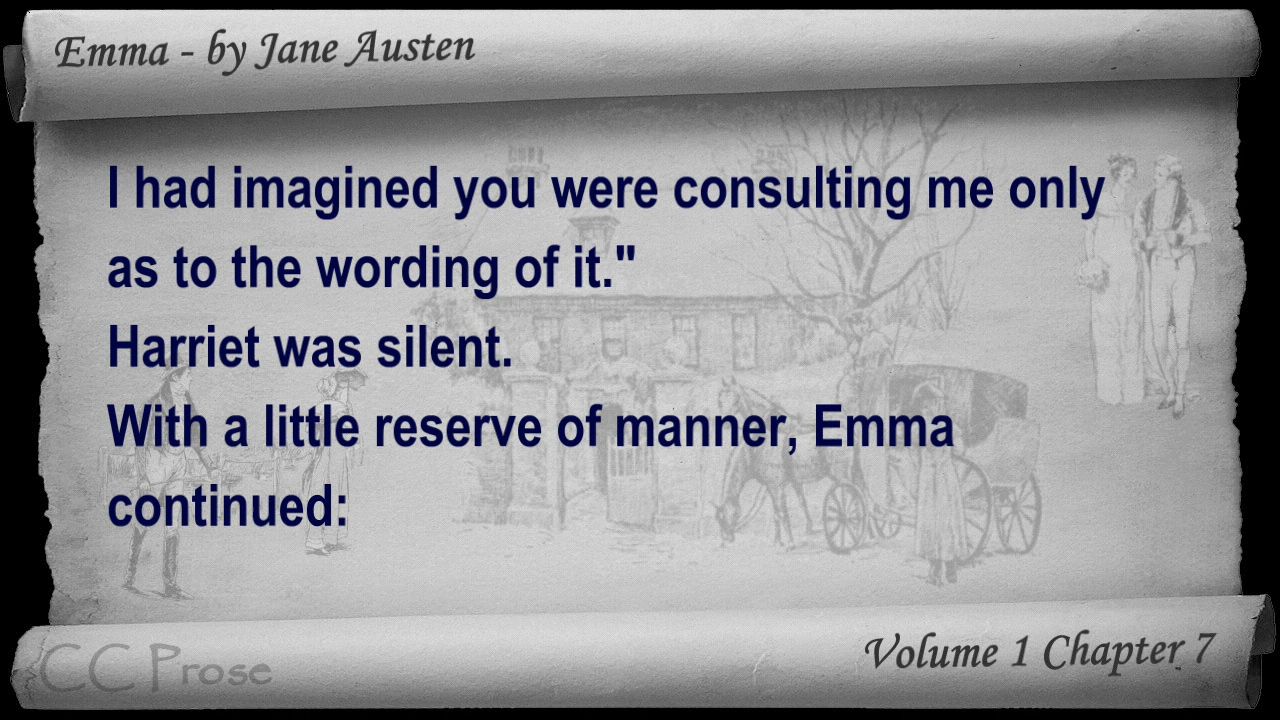 Emma - by Jane Austen
I had imagined you were consulting me only
as to the wording of it."
Harriet was silent.
With a little reserve of manner, Emma
continued:
CC Prose
Volume 1 Chapter 7